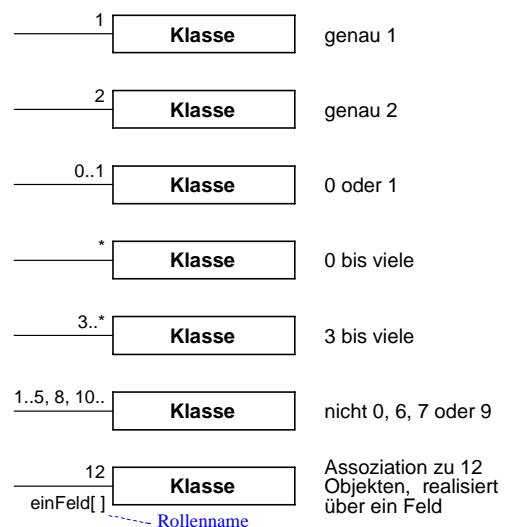 1 Klasse genau 1
2 Klasse genau 2
0..1 Klasse 0 oder 1
* Klasse 0 bis viele
3..* Klasse 3 bis viele
1..5, 8, 10.. Klasse nicht 0, 6, 7 oder 9
12 Klasse Assoziation zu 12
Objekten, realisiert
einFeld[ ] über ein Feld
Rollenname